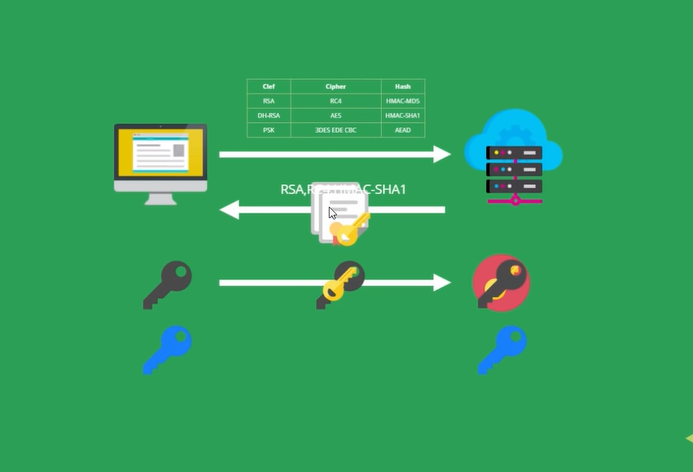 Clef Cipher Hash
RSA RC4 HMAC-MD5
DH-RSA AES HMAC-SHA1
PSK 3DES EDE CBC AEAD
RSA, C-SHA1